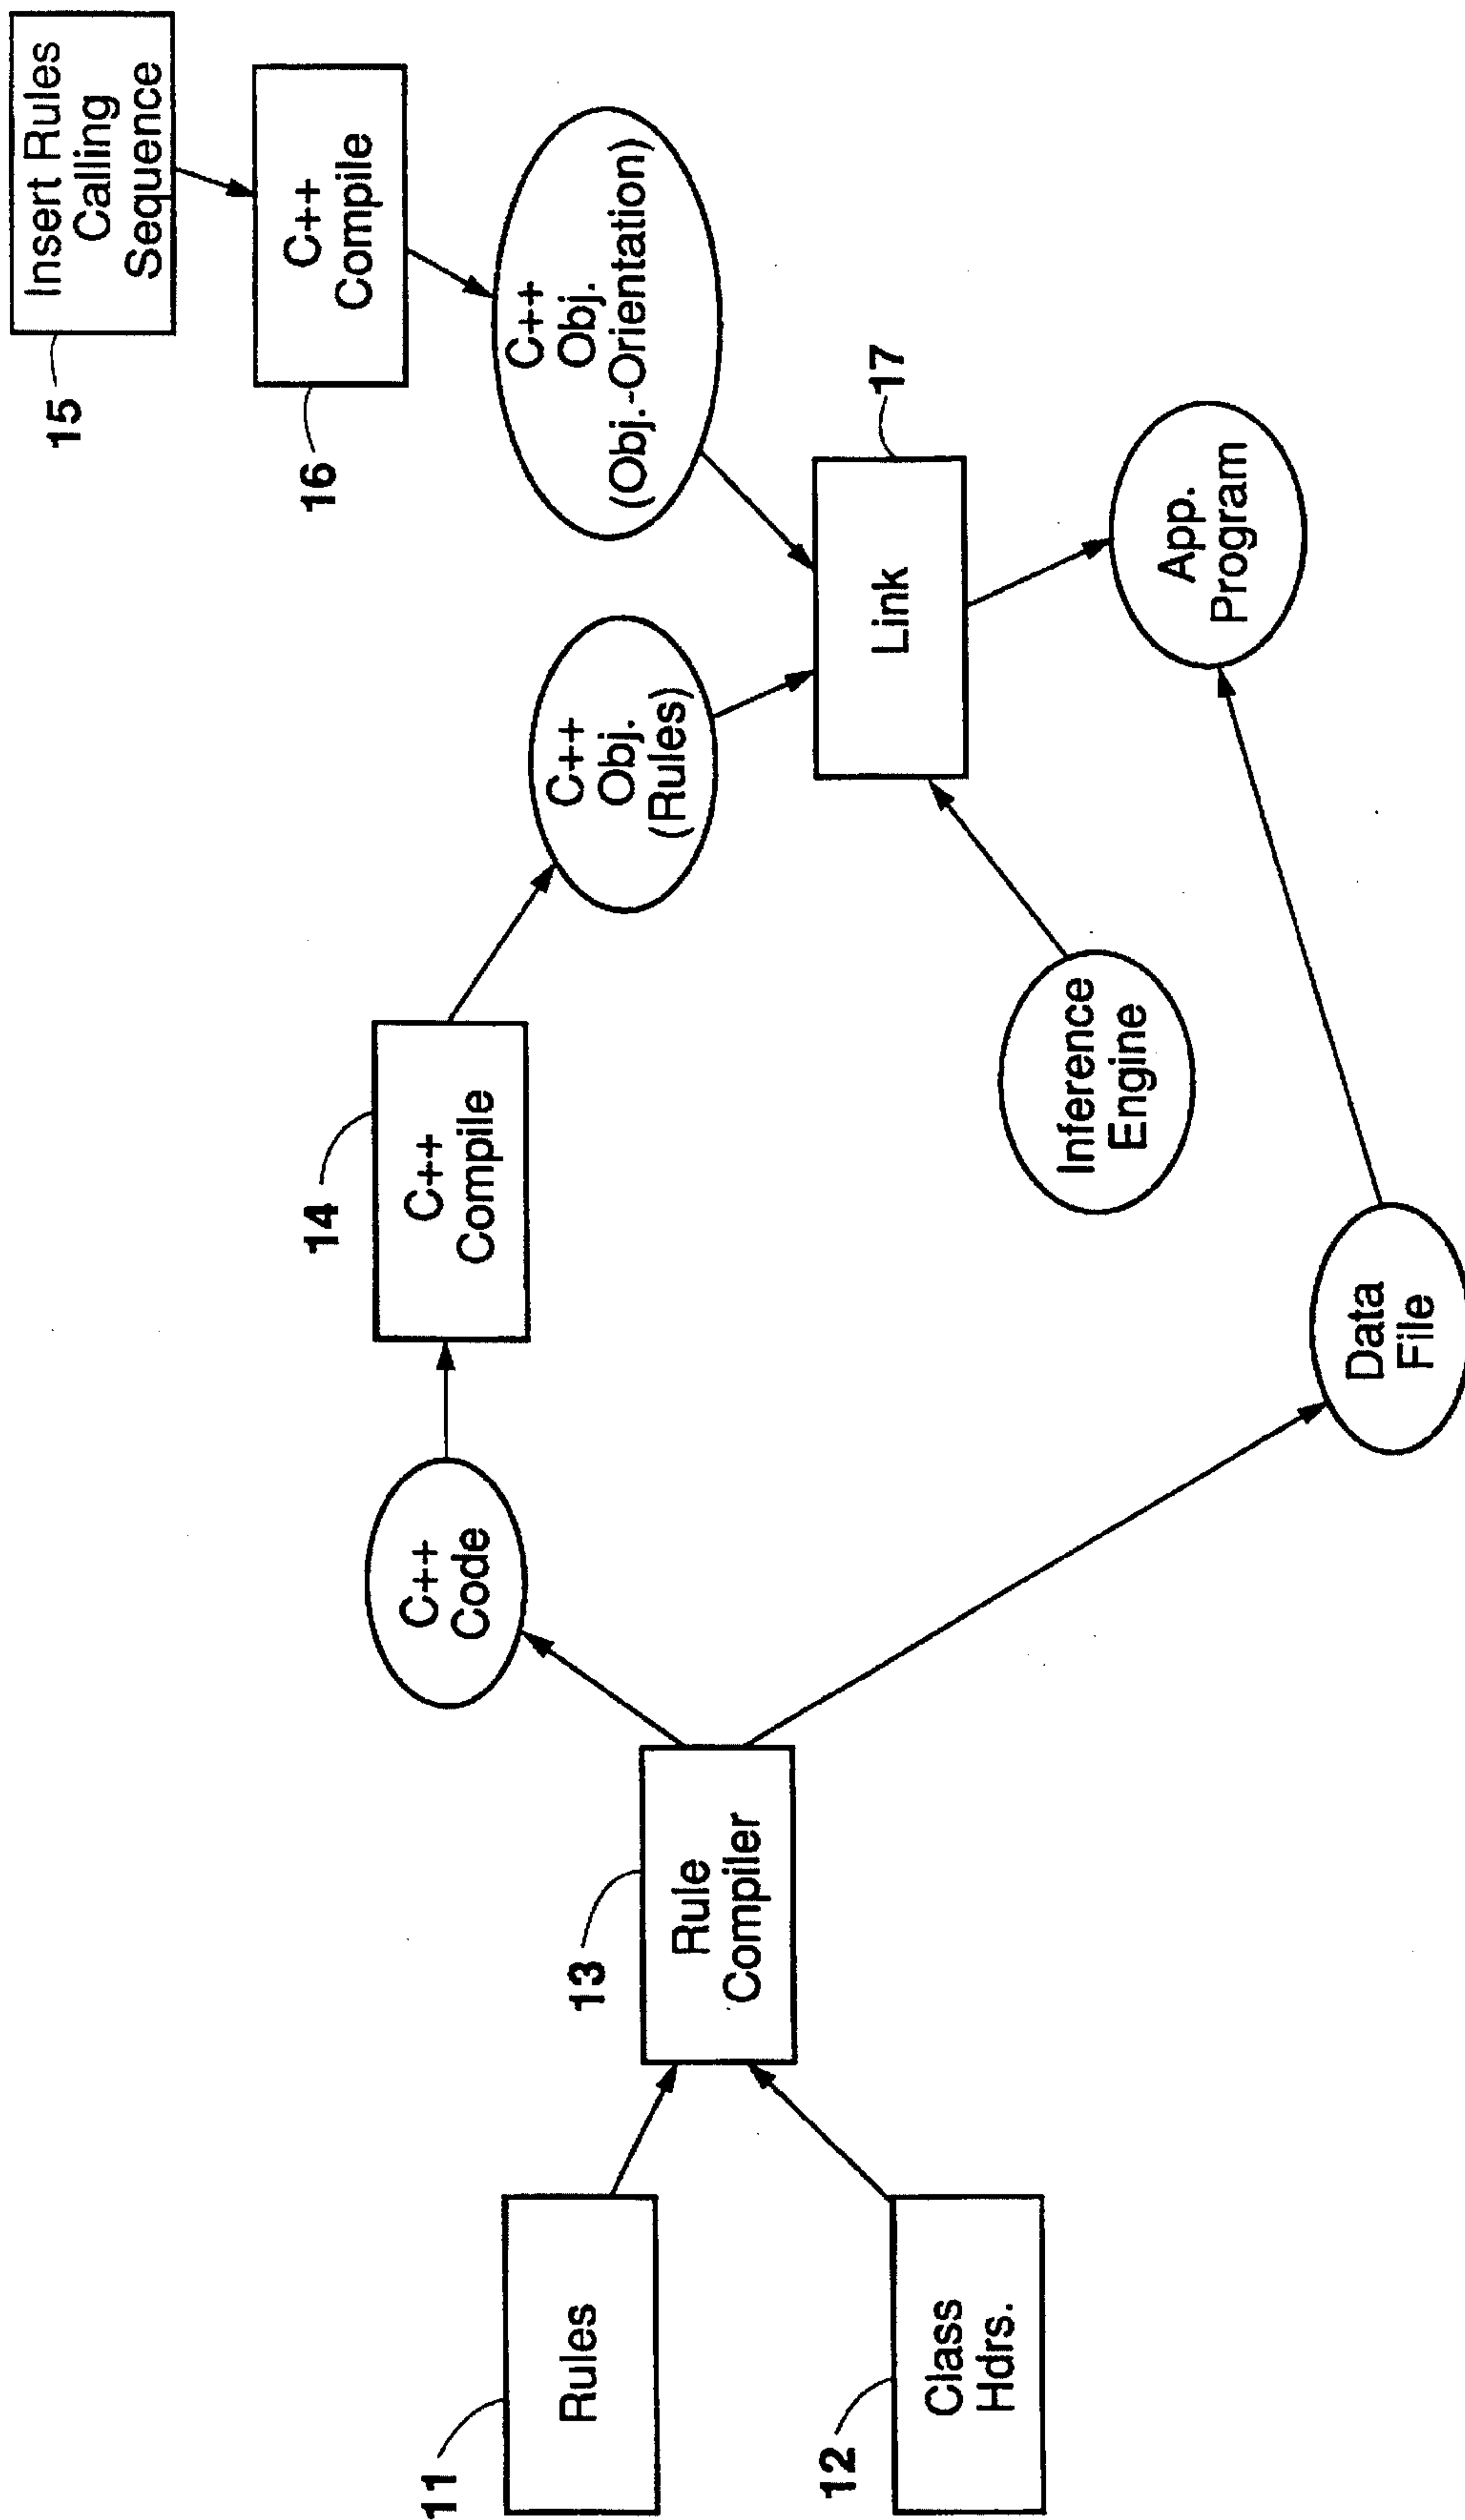 11
Rules
12
Class
Hdrs.
13
Rule
Compiler
C++
Code
14
C++
Compile
Data
File
Inference
Engine
C++
Obj.
(Rules)
Link
17
App.
Program
15
Insert Rules
Calling
Sequence
16
C++
Compile
C++
Obj.
(Obj.-Orientation)